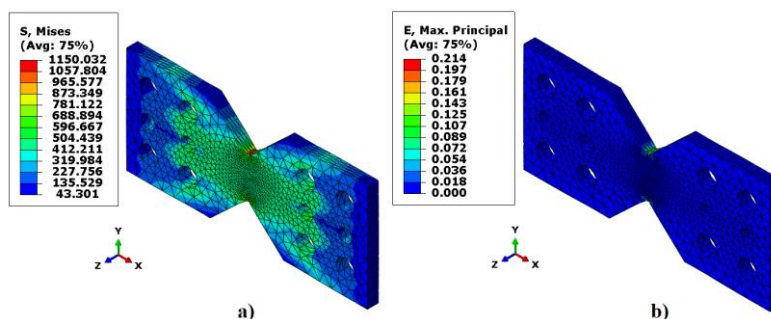 S, Mises
(Avg: 75%)
1150.032
1057.804
965.577
873.349
781.122
688.894
596.667
504.439
412.211
319.984
227.756
135.529
43.301
Y
Z
X
a)
E, Max. Principal
(Avg: 75%)
0.214
0.197
0.179
0.161
0.143
0.125
0.107
0.089
0.072
0.054
0.036
0.018
0.000
Y
Z
X
b)